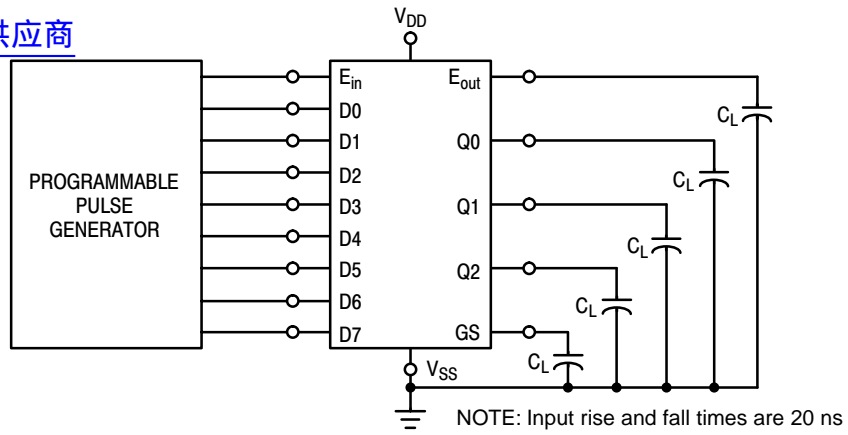 供应商
V_DD
PROGRAMMABLE
PULSE
GENERATOR
E_in
D0
D1
D2
D3
D4
D5
D6
D7
E_out
Q0
Q1
Q2
GS
C_L
C_L
C_L
C_L
C_L
V_SS
NOTE: Input rise and fall times are 20 ns